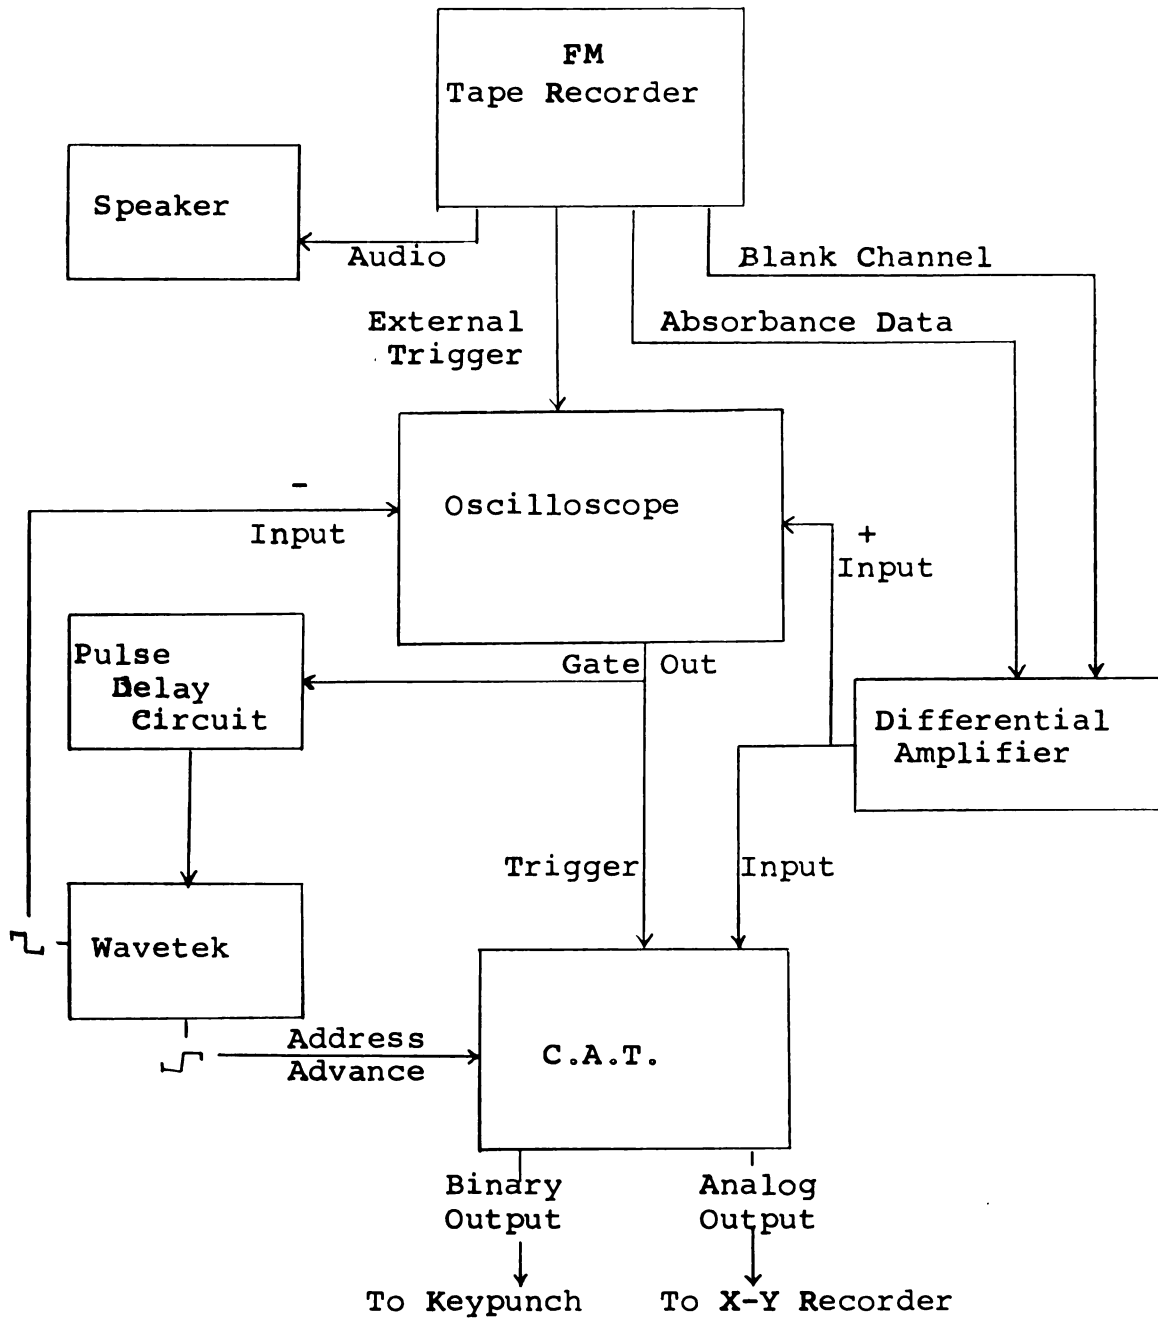 FM
Tape Recorder
Speaker
Audio
Blank Channel
External
Trigger
Absorbance Data
-
Input
Oscilloscope
+
Input
Pulse
Delay
Circuit
Gate Out
Differential
Amplifier
Trigger
Input
Wavetek
Address
Advance
C.A.T.
Binary
Output
Analog
Output
To Keypunch
To X-Y Recorder